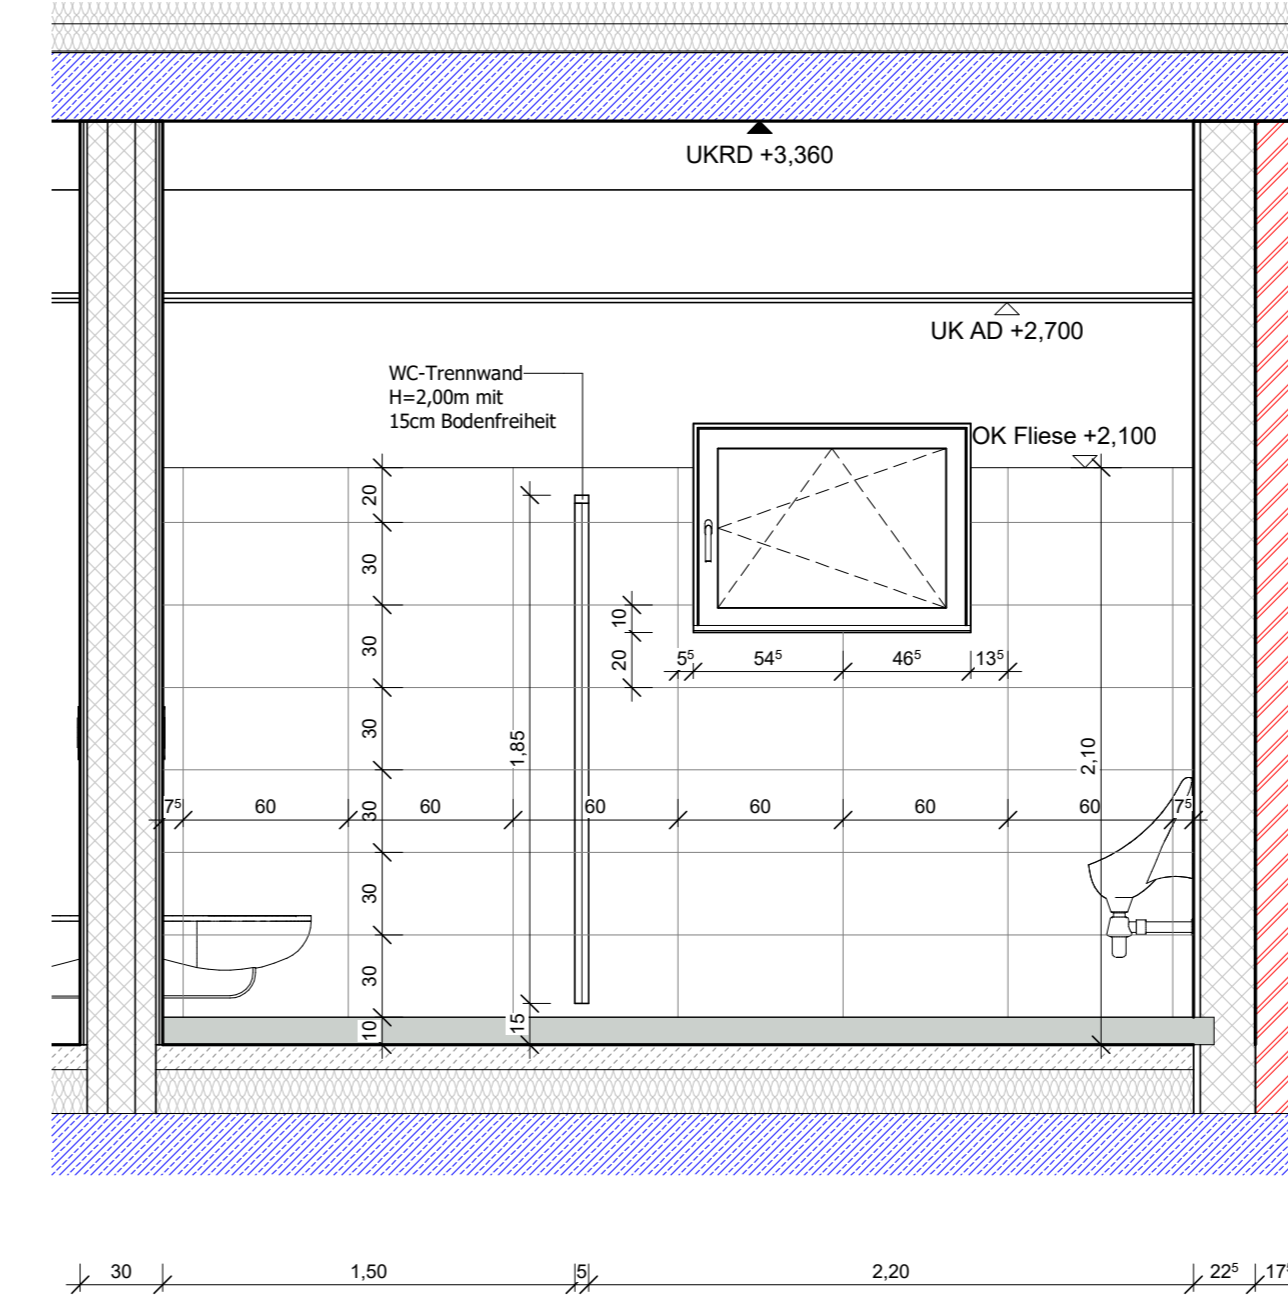 UKRD +3,360
UK AD +2,700
WC-Trennwand
H=2,00m mit
15cm Bodenfreiheit
OK Fliese +2,100
20
30
10
30
20
5⁵ 54⁵ 46⁵ 13⁵
30
1,85
2,10
7⁵ 60 60 60 60 60 60 7⁵
30
30
30
15
10
30 1,50 5 2,20 22⁵ 17⁵